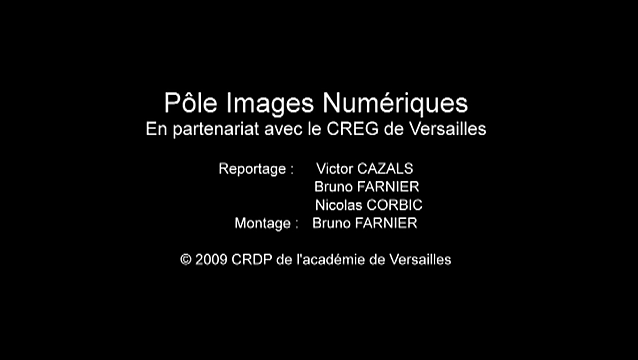 Pôle Images Numériques
En partenariat avec le CREG de Versailles
Reportage : Victor CAZALS
Bruno FARNIER
Nicolas CORBIC
Montage : Bruno FARNIER
© 2009 CRDP de l'académie de Versailles